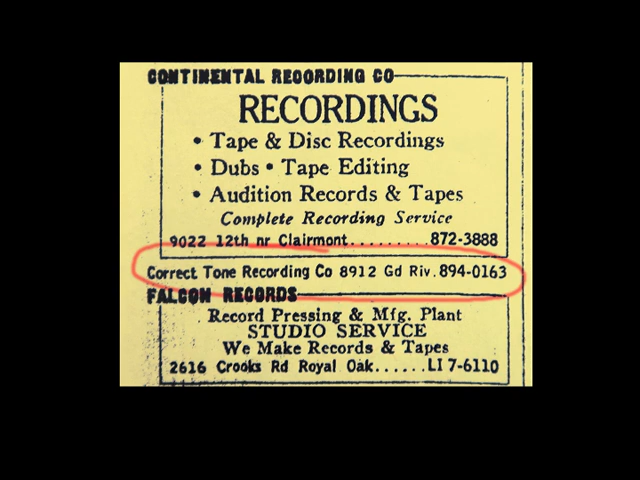 CONTINENTAL RECORDING CO
RECORDINGS
• Tape & Disc Recordings
• Dubs • Tape Editing
• Audition Records & Tapes
Complete Recording Service
9022 12th nr Clairmont.........872-3888
Correct Tone Recording Co 8912 Gd Riv.894-0163
FALCON RECORDS
Record Pressing & Mfg. Plant
STUDIO SERVICE
We Make Records & Tapes
2616 Crooks Rd Royal Oak......LI 7-6110